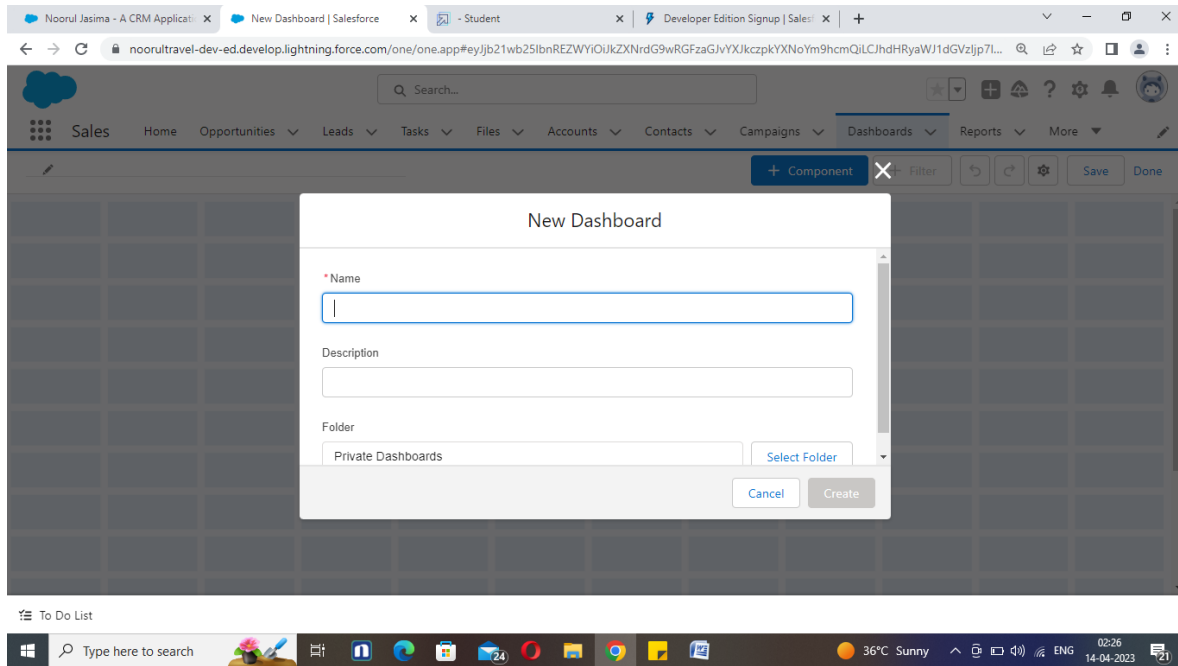 Noorul Jasima - A CRM Applicati
New Dashboard | Salesforce
- Student
Developer Edition Signup | Sales
noorultravel-dev-ed.develop.lightning.force.com/one/one.app#
Search...
Sales
Home
Opportunities
Leads
Tasks
Files
Accounts
Contacts
Campaigns
Dashboards
Reports
More
+ Component
+ Filter
Save
Done
New Dashboard
*Name
Description
Folder
Private Dashboards
Select Folder
Cancel
Create
To Do List
Type here to search
24
36°C Sunny
ENG
02:26
14-04-2023
21